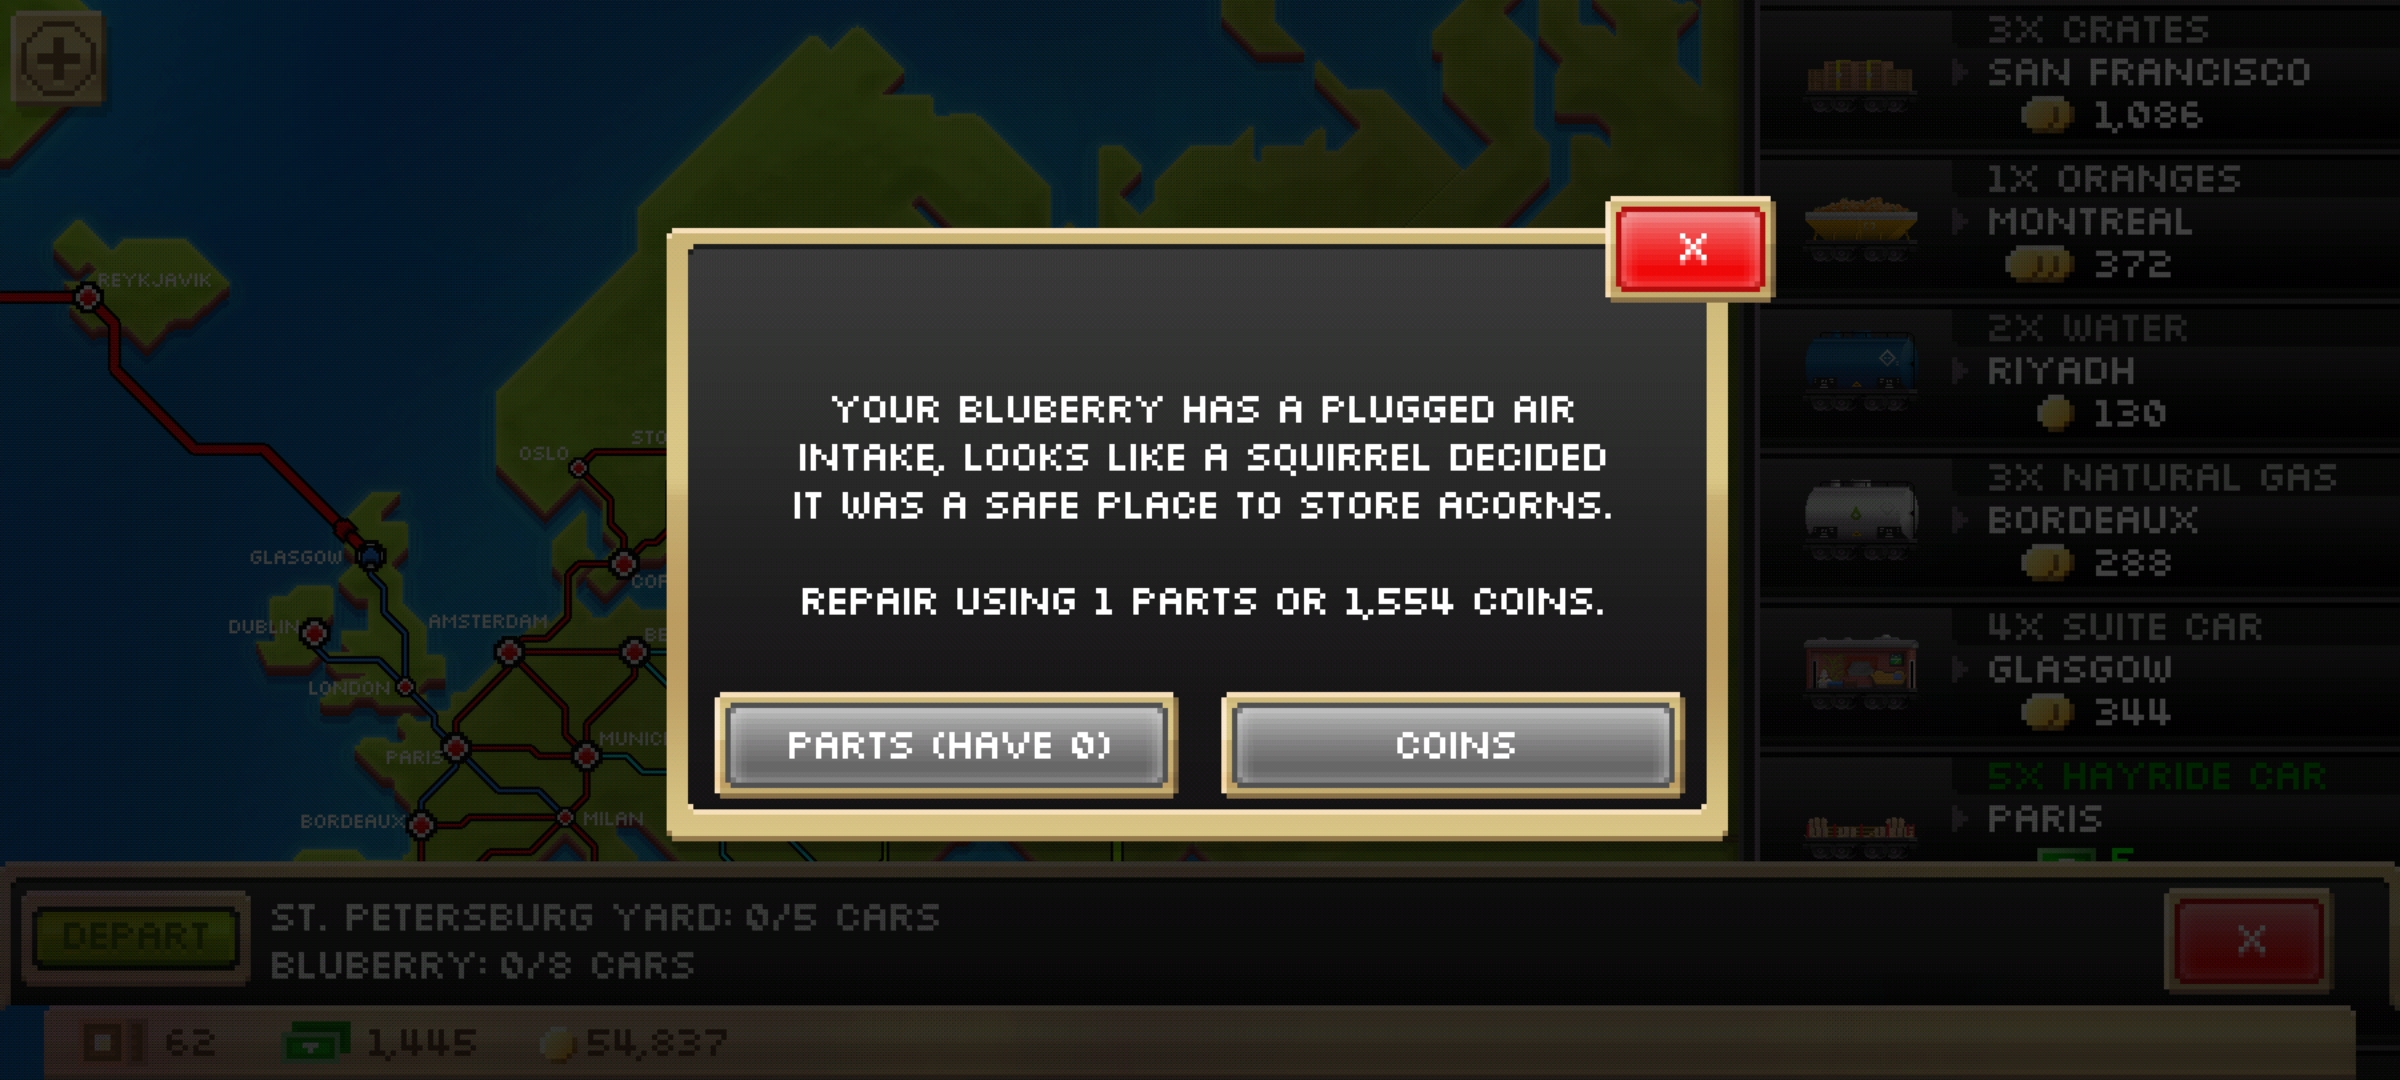 3X CRATES
SAN FRANCISCO
1,086
1X ORANGES
MONTREAL
372
2X WATER
RIYADH
130
3X NATURAL GAS
BORDEAUX
288
4X SUITE CAR
GLASGOW
344
5X HAYRIDE CAR
PARIS
REYKJAVIK
OSLO
STO
GLASGOW
COP
DUBLIN
AMSTERDAM
BE
LONDON
PARIS
MUNIC
BORDEAUX
MILAN
X
YOUR BLUBERRY HAS A PLUGGED AIR
INTAKE, LOOKS LIKE A SQUIRREL DECIDED
IT WAS A SAFE PLACE TO STORE ACORNS.
REPAIR USING 1 PARTS OR 1,554 COINS.
PARTS (HAVE 0)
COINS
DEPART
ST. PETERSBURG YARD: 0/5 CARS
BLUBERRY: 0/8 CARS
X
62
1,445
54,837